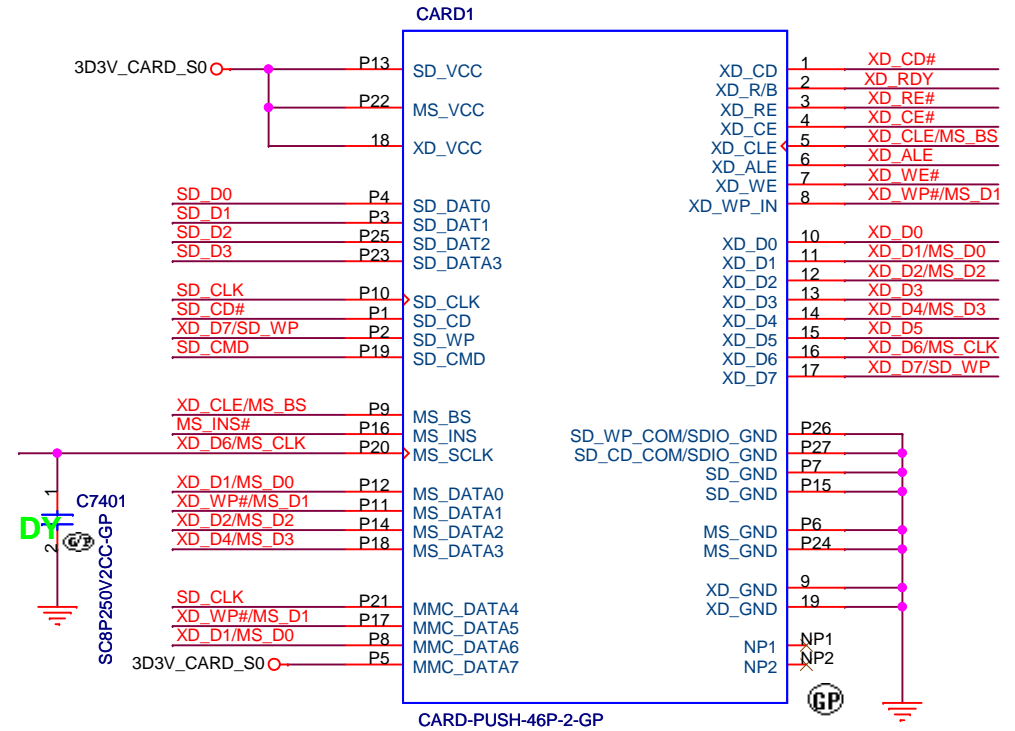 CARD1
3D3V_CARD_S0 P13 SD_VCC
P22 MS_VCC
18 XD_VCC
SD_D0 P4 SD_DAT0
SD_D1 P3 SD_DAT1
SD_D2 P25 SD_DAT2
SD_D3 P23 SD_DATA3
SD_CLK P10 SD_CLK
SD_CD# P1 SD_CD
XD_D7/SD_WP P2 SD_WP
SD_CMD P19 SD_CMD
XD_CLE/MS_BS P9 MS_BS
MS_INS# P16 MS_INS
XD_D6/MS_CLK P20 MS_SCLK
XD_D1/MS_D0 P12 MS_DATA0
XD_WP#/MS_D1 P11 MS_DATA1
XD_D2/MS_D2 P14 MS_DATA2
XD_D4/MS_D3 P18 MS_DATA3
SD_CLK P21 MMC_DATA4
XD_WP#/MS_D1 P17 MMC_DATA5
XD_D1/MS_D0 P8 MMC_DATA6
3D3V_CARD_S0 P5 MMC_DATA7
XD_CD 1 XD_CD#
XD_R/B 2 XD_RDY
XD_RE 3 XD_RE#
XD_CE 4 XD_CE#
XD_CLE 5 XD_CLE/MS_BS
XD_ALE 6 XD_ALE
XD_WE 7 XD_WE#
XD_WP_IN 8 XD_WP#/MS_D1
XD_D0 10 XD_D0
XD_D1 11 XD_D1/MS_D0
XD_D2 12 XD_D2/MS_D2
XD_D3 13 XD_D3
XD_D4 14 XD_D4/MS_D3
XD_D5 15 XD_D5
XD_D6 16 XD_D6/MS_CLK
XD_D7 17 XD_D7/SD_WP
SD_WP_COM/SDIO_GND P26
SD_CD_COM/SDIO_GND P27
SD_GND P7
SD_GND P15
MS_GND P6
MS_GND P24
XD_GND 9
XD_GND 19
NP1 NP1
NP2 NP2
1
C7401
DY
G/P
2
SC8P250V2CC-GP
GP
CARD-PUSH-46P-2-GP